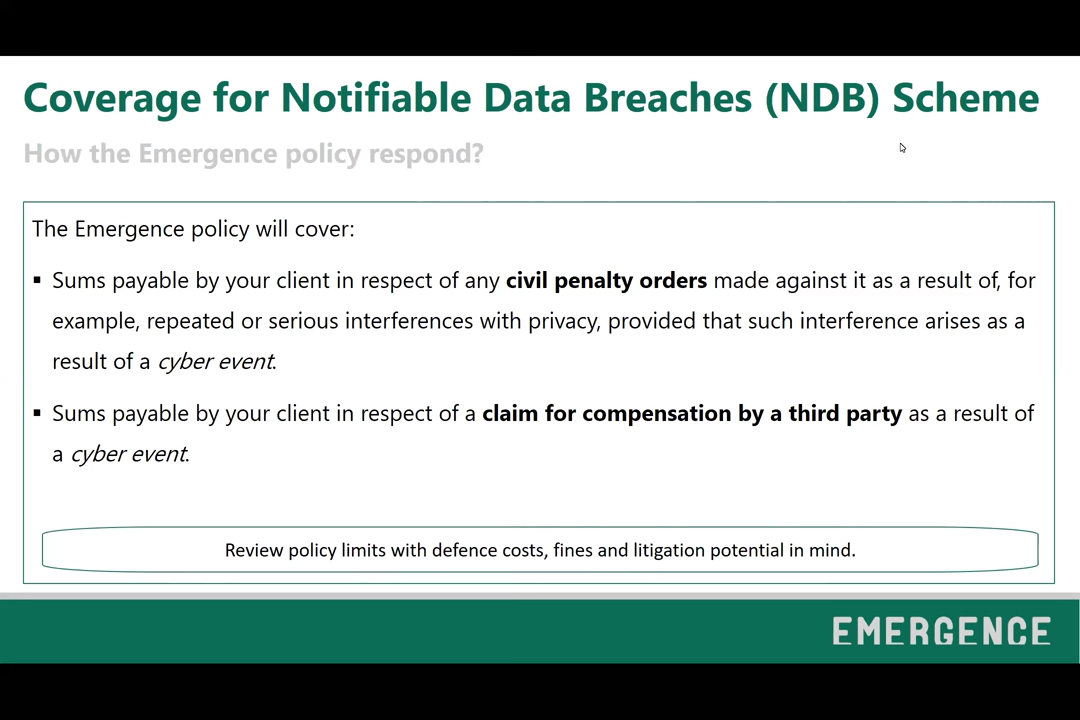 Coverage for Notifiable Data Breaches (NDB) Scheme
How the Emergence policy respond?
The Emergence policy will cover:
▪ Sums payable by your client in respect of any civil penalty orders made against it as a result of, for
example, repeated or serious interferences with privacy, provided that such interference arises as a
result of a cyber event.
▪ Sums payable by your client in respect of a claim for compensation by a third party as a result of
a cyber event.
Review policy limits with defence costs, fines and litigation potential in mind.
EMERGENCE